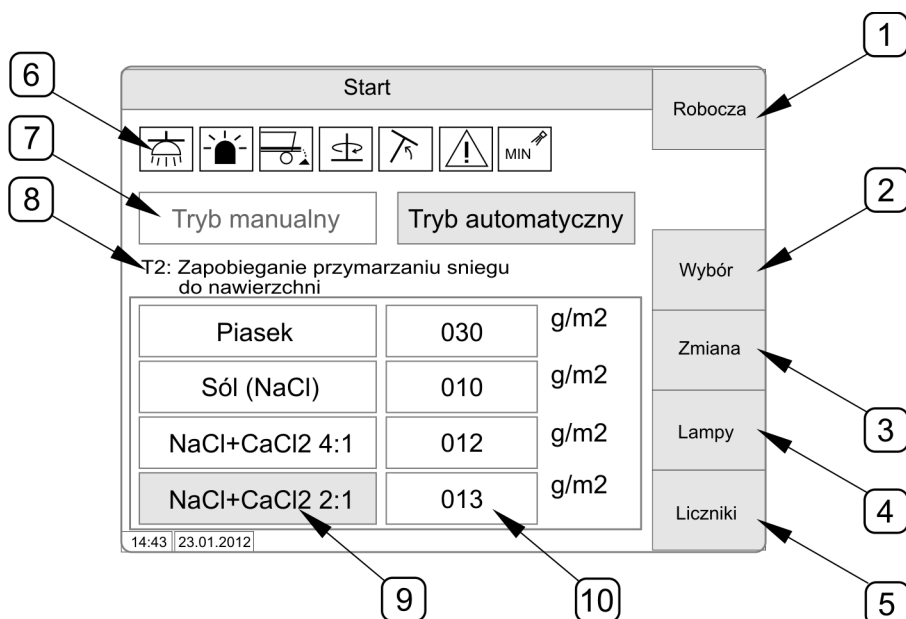 1
Start
Robocza
6
7
MIN
2
8
Tryb manualny
Tryb automatyczny
T2: Zapobieganie przymarzaniu sniegu
do nawierzchni
Wybór
Piasek
030
g/m2
Zmiana
Sól (NaCl)
010
g/m2
3
NaCl+CaCl2 4:1
012
g/m2
Lampy
NaCl+CaCl2 2:1
013
g/m2
4
Liczniki
14:43
23.01.2012
9
10
5